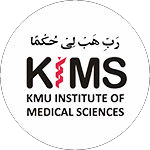 رَبِّ هَبْ لِي حُكْمًا
KIMS
KMU INSTITUTE OF
MEDICAL SCIENCES